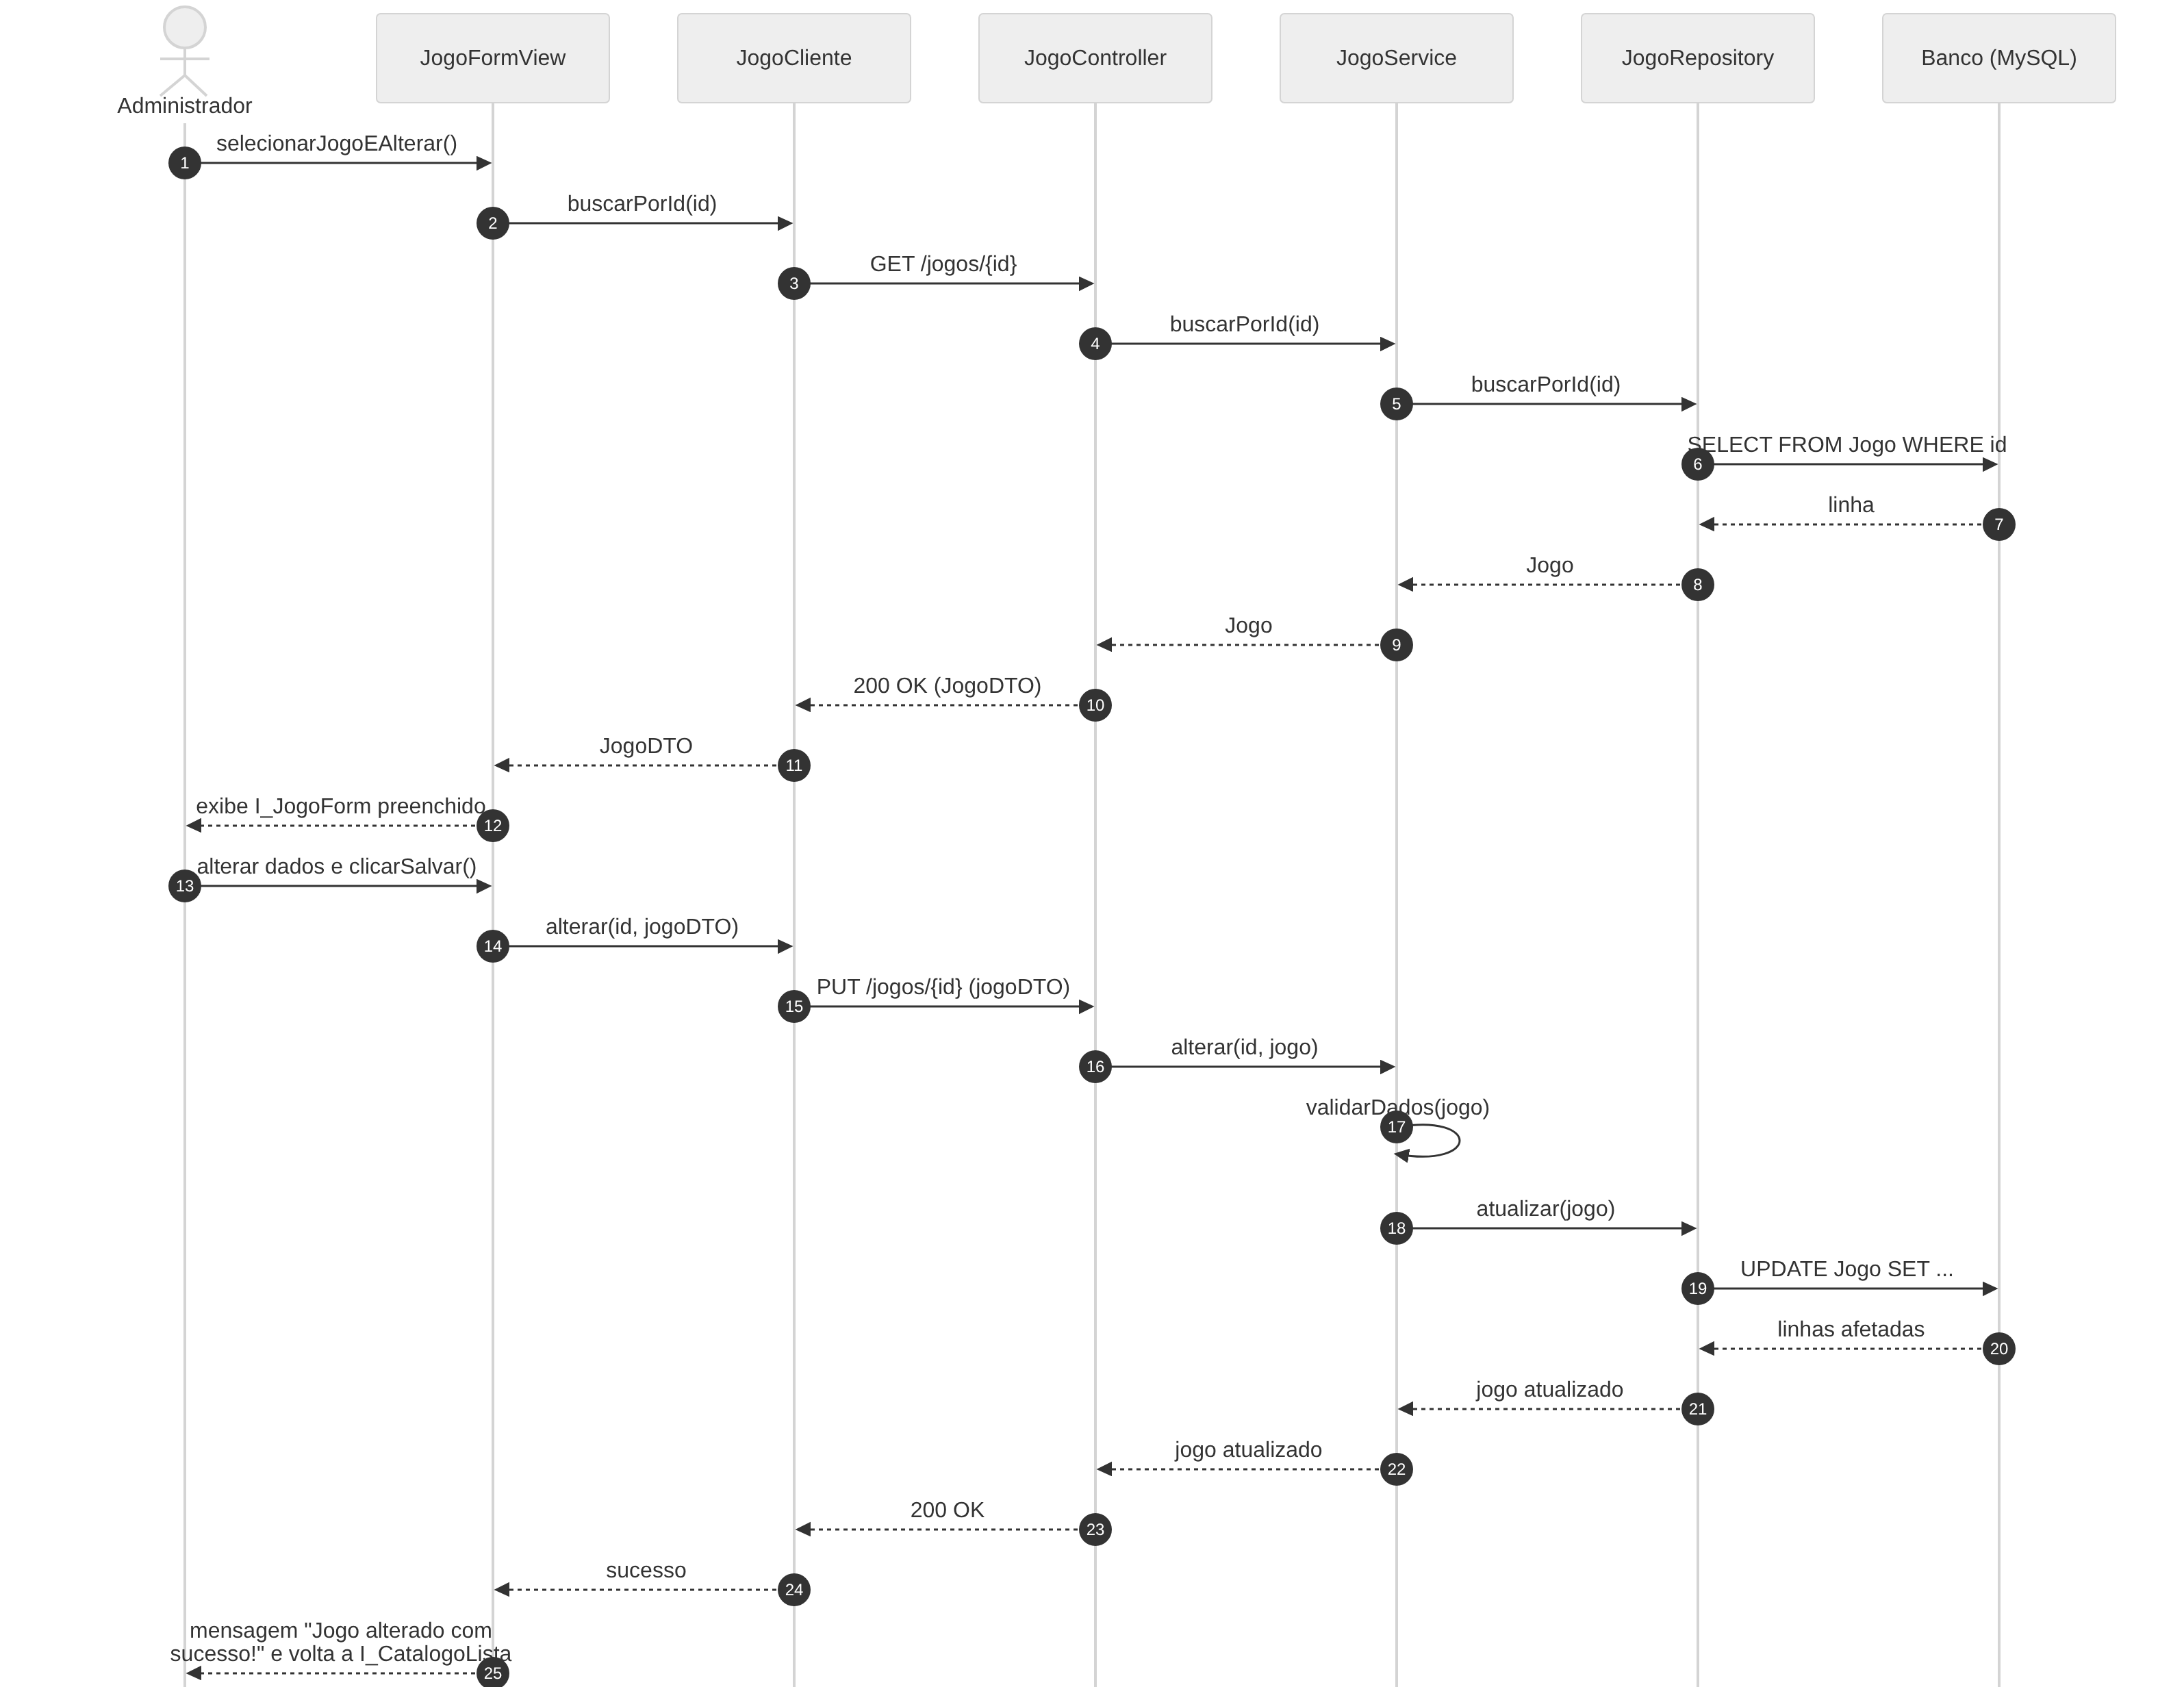 Administrador
JogoFormView
JogoCliente
JogoController
JogoService
JogoRepository
Banco (MySQL)
selecionarJogoEAlterar()
1
buscarPorId(id)
2
GET /jogos/{id}
3
buscarPorId(id)
4
buscarPorId(id)
5
SELECT FROM Jogo WHERE id
6
linha
7
Jogo
8
Jogo
9
200 OK (JogoDTO)
10
JogoDTO
11
exibe I_JogoForm preenchido
12
alterar dados e clicarSalvar()
13
alterar(id, jogoDTO)
14
PUT /jogos/{id} (jogoDTO)
15
alterar(id, jogo)
16
validarDados(jogo)
17
atualizar(jogo)
18
UPDATE Jogo SET ...
19
linhas afetadas
20
jogo atualizado
21
jogo atualizado
22
200 OK
23
sucesso
24
mensagem "Jogo alterado com
sucesso!" e volta a I_CatalogoLista
25